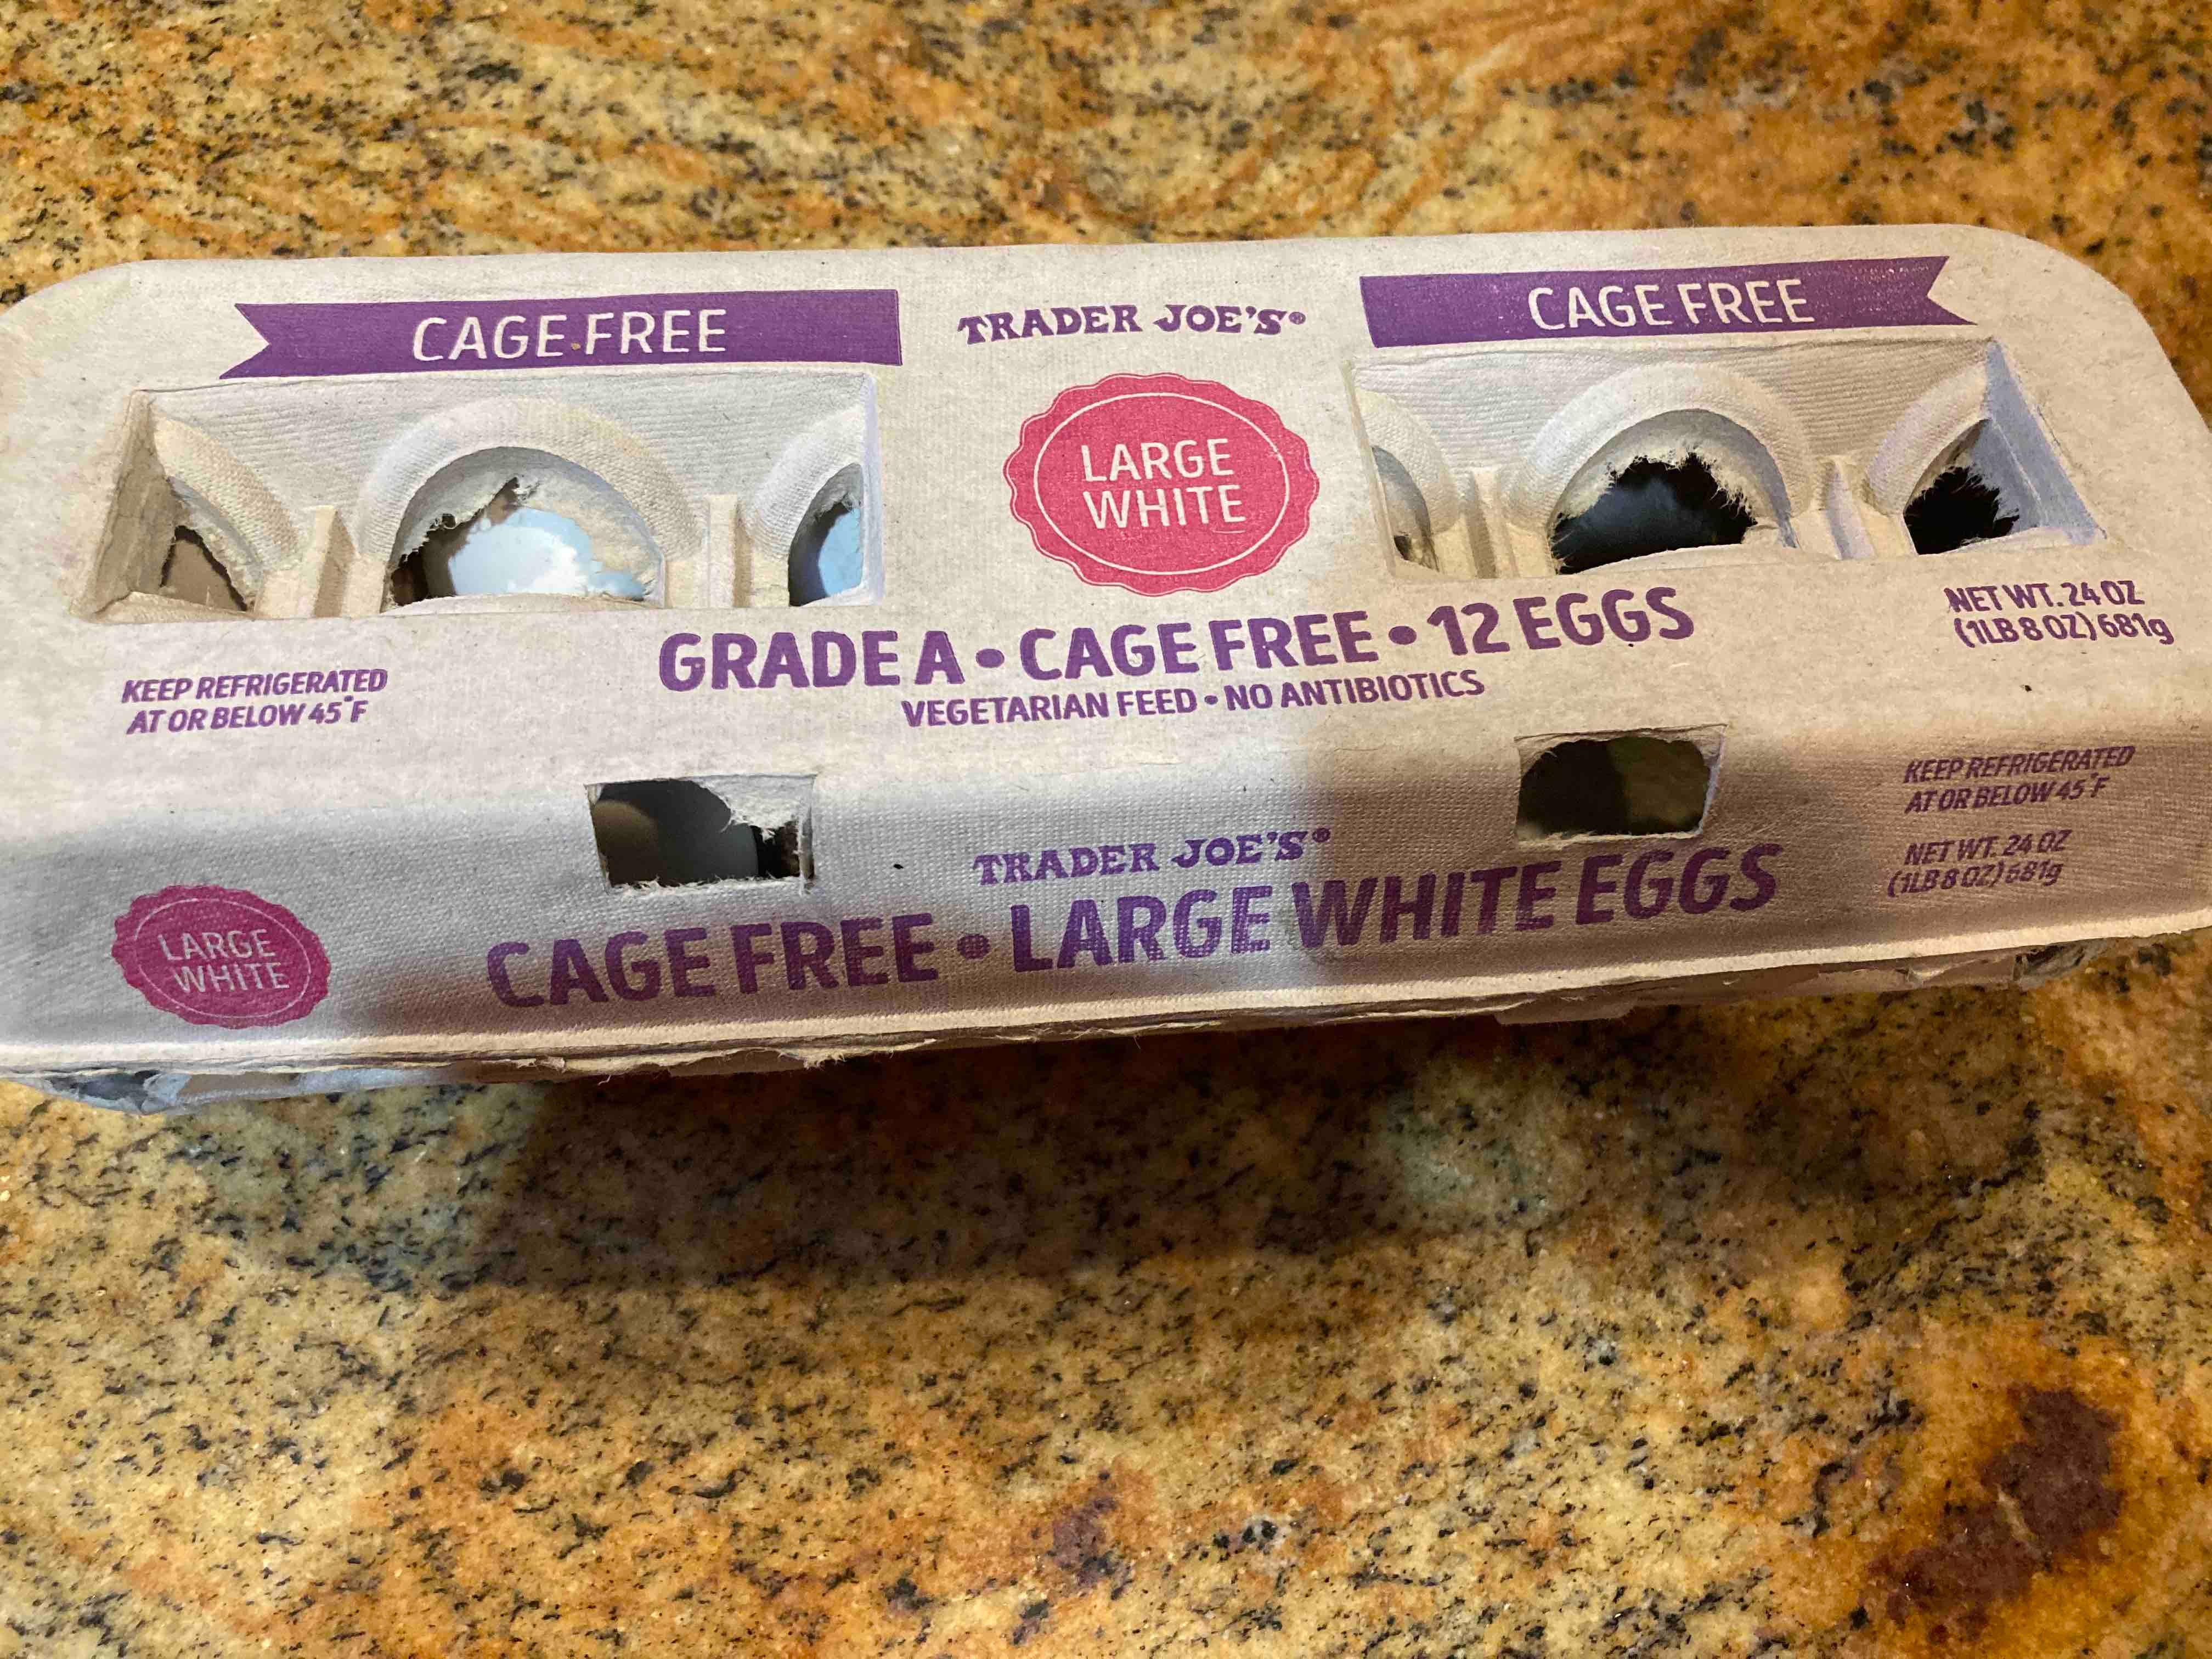 CAGE FREE
TRADER JOE'S®
CAGE FREE
LARGE
WHITE
GRADE A • CAGE FREE • 12 EGGS
VEGETARIAN FEED • NO ANTIBIOTICS
NET WT. 24 OZ
(1LB 8 OZ) 681g
KEEP REFRIGERATED
AT OR BELOW 45°F
TRADER JOE'S®
CAGE FREE • LARGE WHITE EGGS
LARGE
WHITE
KEEP REFRIGERATED
AT OR BELOW 45°F
NET WT. 24 OZ
(1LB 8 OZ) 681g